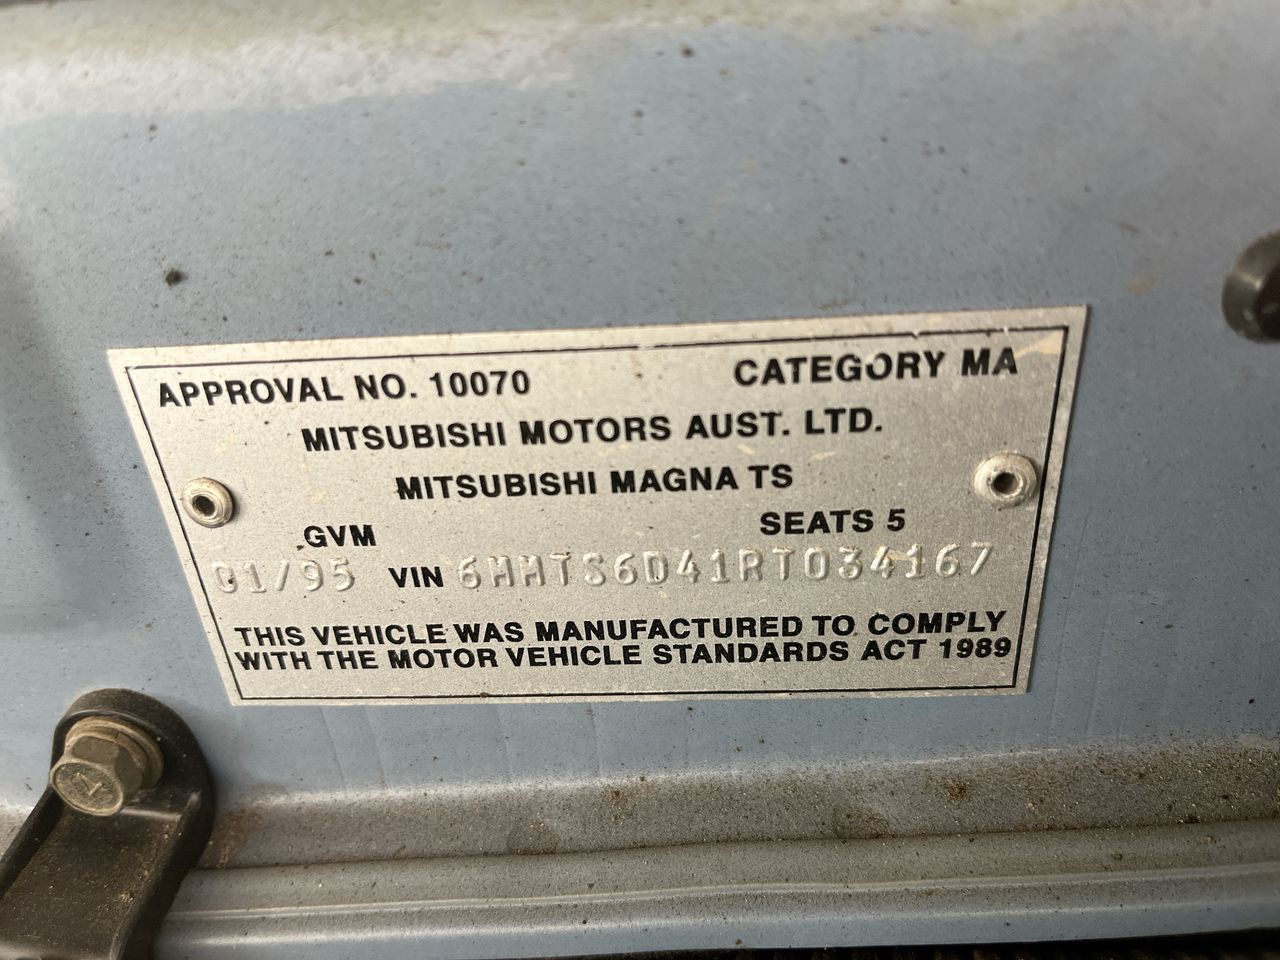 APPROVAL NO. 10070 CATEGORY MA
MITSUBISHI MOTORS AUST. LTD.
MITSUBISHI MAGNA TS
GVM SEATS 5
01/95 VIN 6MMTS6D41RT034167
THIS VEHICLE WAS MANUFACTURED TO COMPLY
WITH THE MOTOR VEHICLE STANDARDS ACT 1989